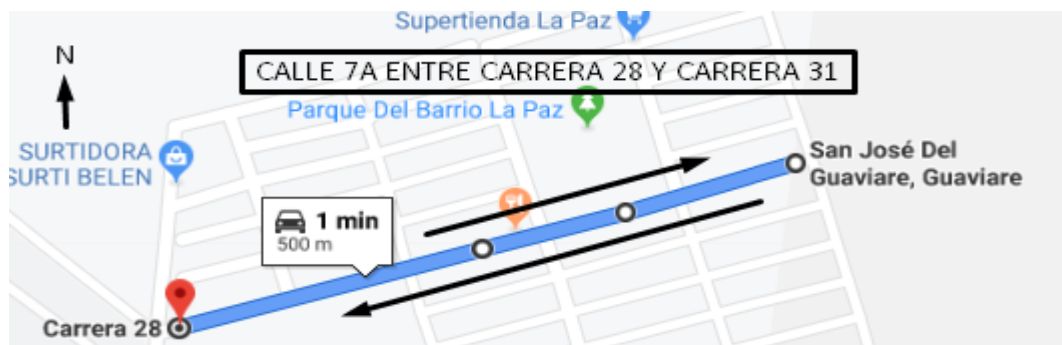 Supertienda La Paz
N
CALLE 7A ENTRE CARRERA 28 Y CARRERA 31
Parque Del Barrio La Paz
SURTIDORA
SURTI BELEN
San José Del
Guaviare, Guaviare
1 min
500 m
Carrera 28